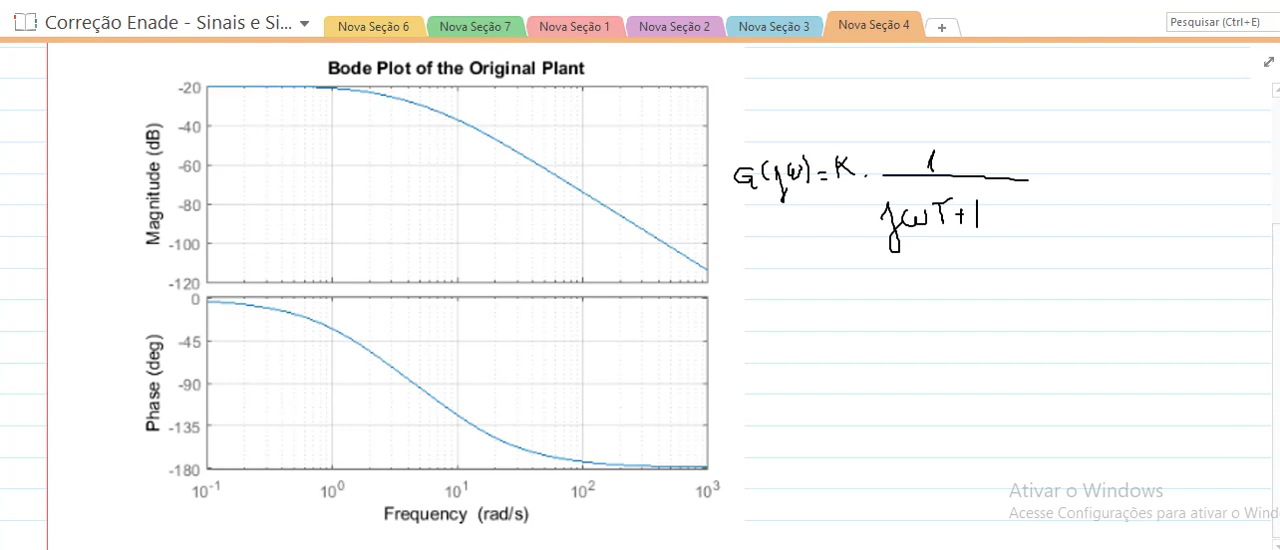 Correção Enade - Sinais e Si...
Nova Seção 6
Nova Seção 7
Nova Seção 1
Nova Seção 2
Nova Seção 3
Nova Seção 4
+
Pesquisar (Ctrl+E)
Bode Plot of the Original Plant
Magnitude (dB)
-20
-40
-60
-80
-100
-120
Phase (deg)
0
-45
-90
-135
-180
10⁻¹ 10⁰ 10¹ 10² 10³
Frequency (rad/s)
G(jω) = K . 1
jωT+1
Ativar o Windows
Acesse Configurações para ativar o Wind